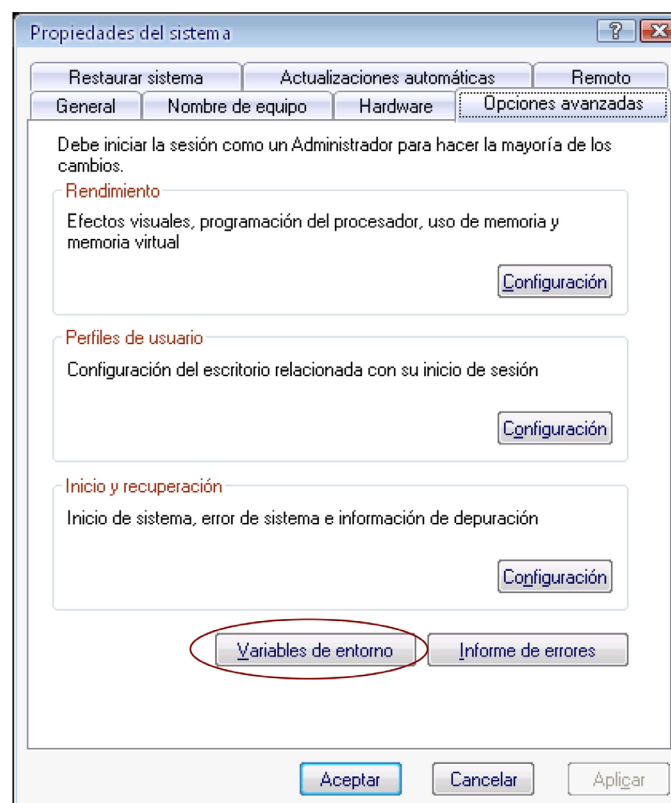 Propiedades del sistema
Restaurar sistema Actualizaciones automáticas Remoto
General Nombre de equipo Hardware Opciones avanzadas
Debe iniciar la sesión como un Administrador para hacer la mayoría de los
cambios.
Rendimiento
Efectos visuales, programación del procesador, uso de memoria y
memoria virtual
Configuración
Perfiles de usuario
Configuración del escritorio relacionada con su inicio de sesión
Configuración
Inicio y recuperación
Inicio de sistema, error de sistema e información de depuración
Configuración
Variables de entorno Informe de errores
Aceptar Cancelar Aplicar